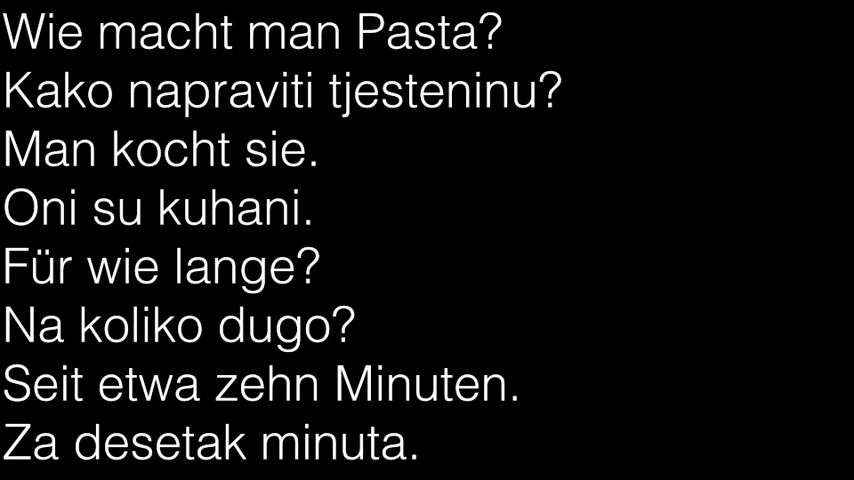 Wie macht man Pasta?
Kako napraviti tjesteninu?
Man kocht sie.
Oni su kuhani.
Für wie lange?
Na koliko dugo?
Seit etwa zehn Minuten.
Za desetak minuta.